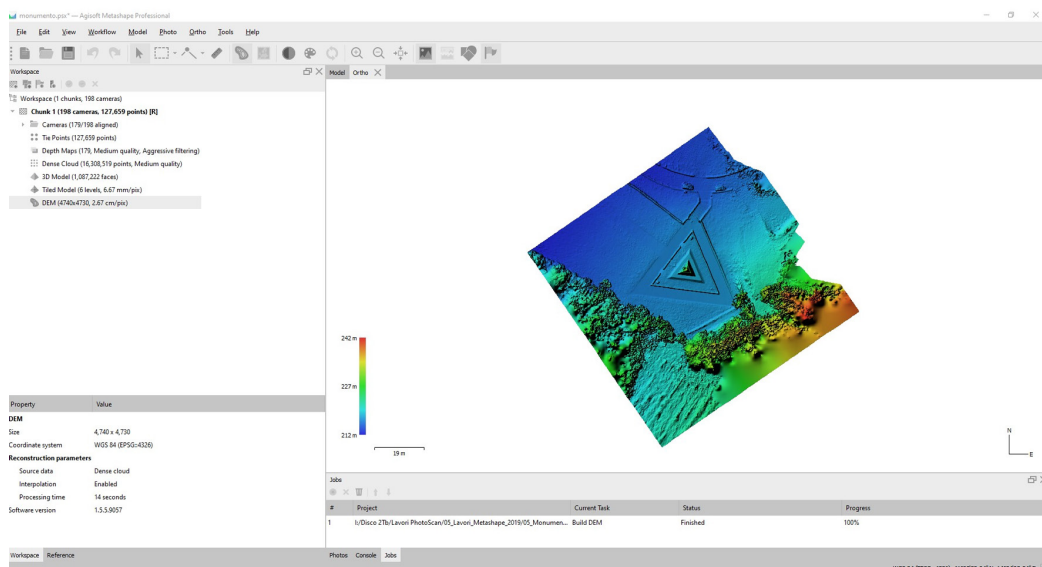 monumento.psx* — Agisoft Metashape Professional
File Edit View Workflow Model Photo Ortho Tools Help
Workspace
Model Ortho
Workspace (1 chunks, 198 cameras)
Chunk 1 (198 cameras, 127,659 points) [R]
Cameras (179/198 aligned)
Tie Points (127,659 points)
Depth Maps (179, Medium quality, Aggressive filtering)
Dense Cloud (16,308,519 points, Medium quality)
3D Model (1,087,222 faces)
Tiled Model (6 levels, 6.67 mm/pix)
DEM (4740x4730, 2.67 cm/pix)
242 m
227 m
212 m
19 m
N
E
Property Value
DEM
Size 4,740 x 4,730
Coordinate system WGS 84 (EPSG:4326)
Reconstruction parameters
Source data Dense cloud
Interpolation Enabled
Processing time 14 seconds
Software version 1.5.5.9057
Jobs
# Project Current Task Status Progress
1 I:/Disco 2Tb/Lavori PhotoScan/05_Lavori_Metashape_2019/05_Monumen... Build DEM Finished 100%
Workspace Reference
Photos Console Jobs